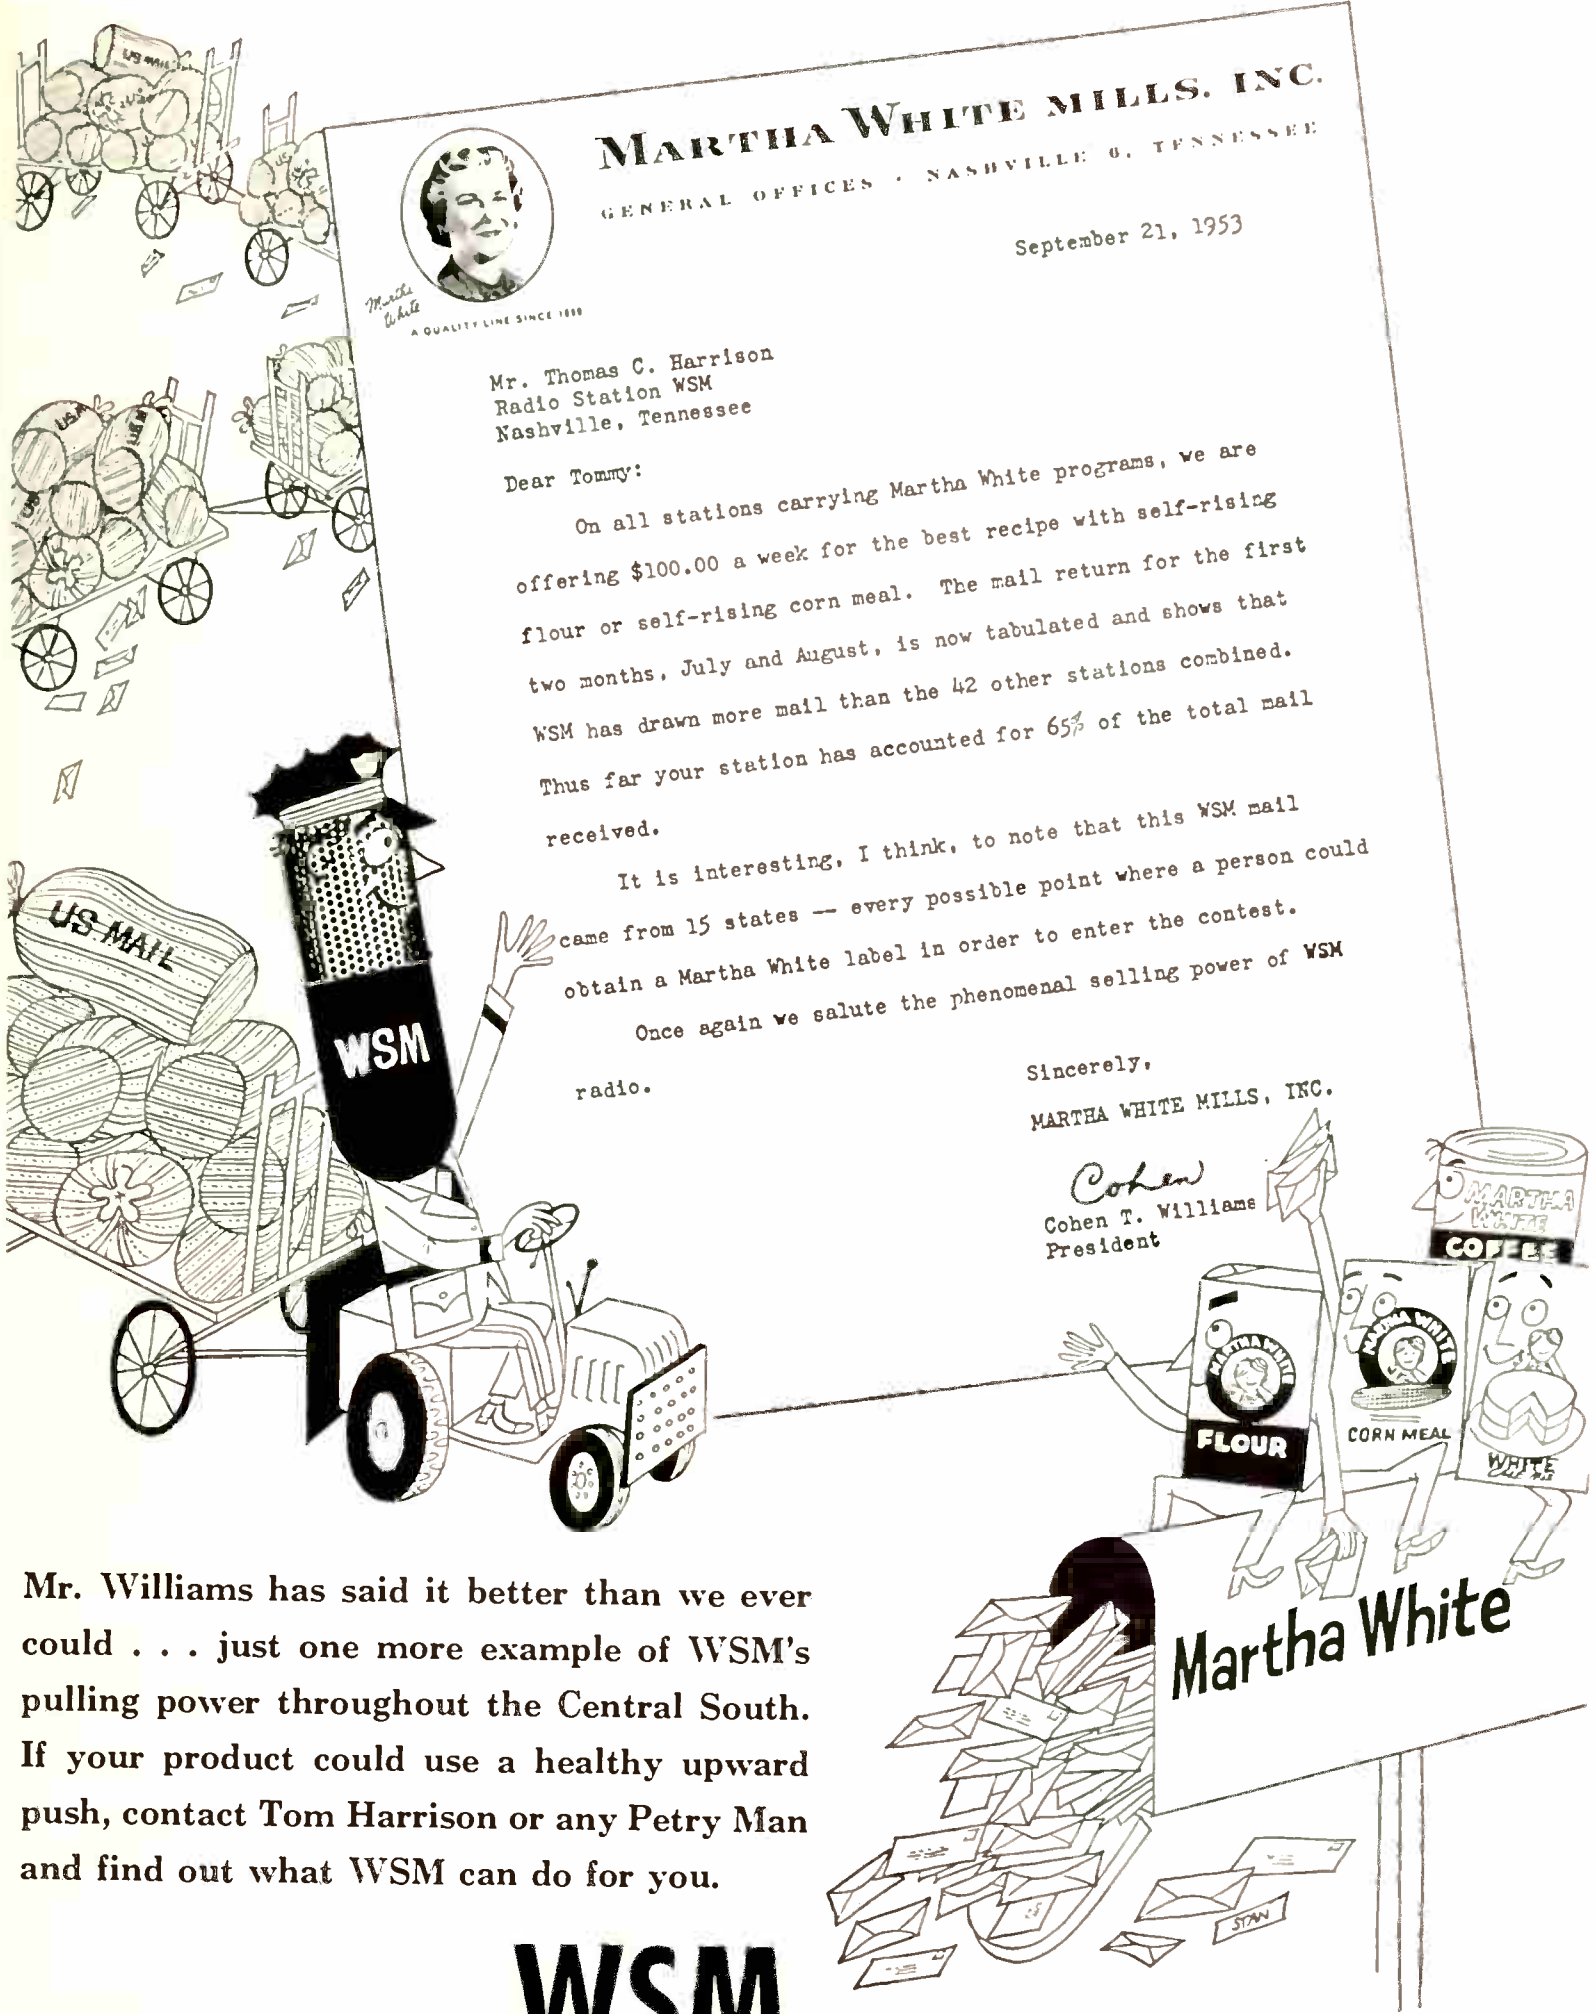 MARTHA WHITE MILLS, INC.
GENERAL OFFICES · NASHVILLE 6, TENNESSEE
Martha
White
A QUALITY LINE SINCE 1899
September 21, 1953
Mr. Thomas C. Harrison
Radio Station WSM
Nashville, Tennessee
Dear Tommy:
On all stations carrying Martha White programs, we are
offering $100.00 a week for the best recipe with self-rising
flour or self-rising corn meal. The mail return for the first
two months, July and August, is now tabulated and shows that
WSM has drawn more mail than the 42 other stations combined.
Thus far your station has accounted for 65% of the total mail
received.
It is interesting, I think, to note that this WSM mail
came from 15 states — every possible point where a person could
obtain a Martha White label in order to enter the contest.
Once again we salute the phenomenal selling power of WSM
radio.
Sincerely,
MARTHA WHITE MILLS, INC.
Cohen
Cohen T. Williams
President
US MAIL
USM
USM
US MAIL
WSM
MARTHA
WHITE
COFFEE
MARTHA WHITE
FLOUR
MARTHA WHITE
CORN MEAL
WHITE
Martha White
STAN
Mr. Williams has said it better than we ever
could . . . just one more example of WSM's
pulling power throughout the Central South.
If your product could use a healthy upward
push, contact Tom Harrison or any Petry Man
and find out what WSM can do for you.
WSM